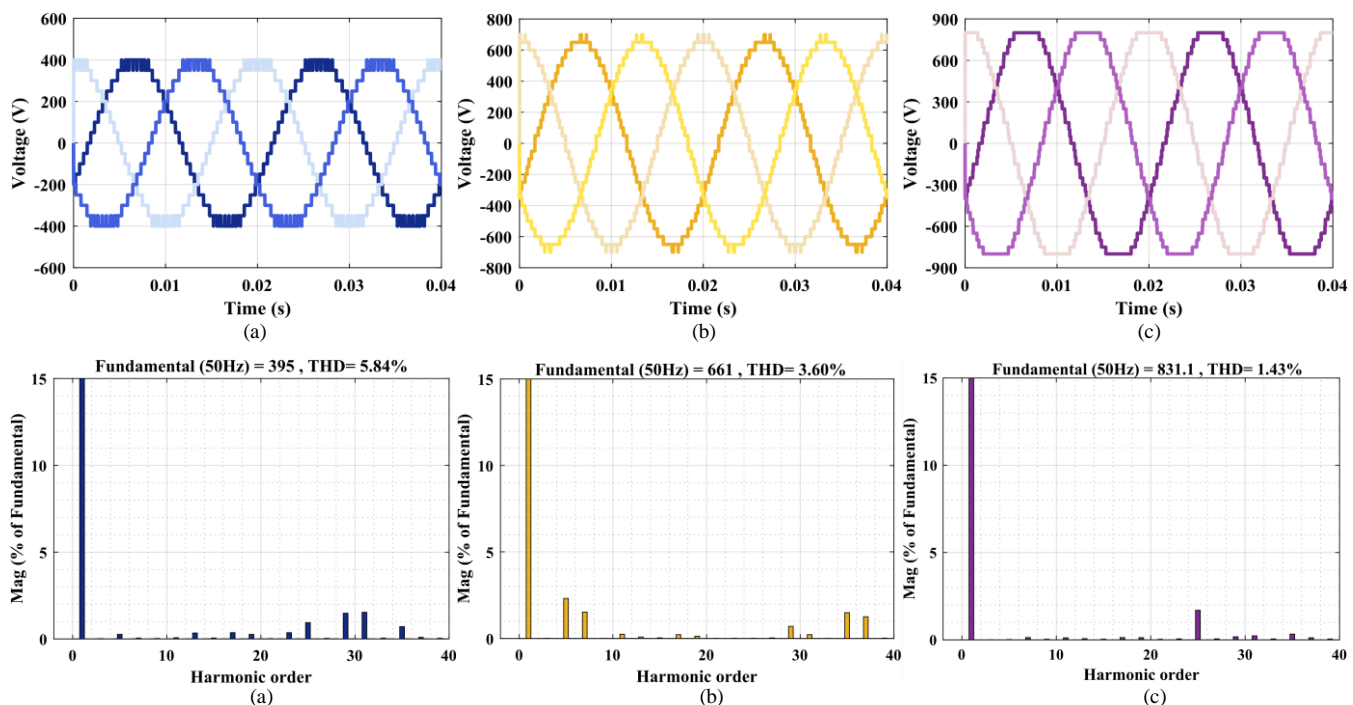 600
400
200
0
-200
-400
-600
Voltage (V)
0 0.01 0.02 0.03 0.04
Time (s)
(a)
800
600
400
200
0
-200
-400
-600
-800
Voltage (V)
0 0.01 0.02 0.03 0.04
Time (s)
(b)
900
600
300
0
-300
-600
-900
Voltage (V)
0 0.01 0.02 0.03 0.04
Time (s)
(c)
Fundamental (50Hz) = 395 , THD= 5.84%
15
10
5
0
Mag (% of Fundamental)
0 10 20 30 40
Harmonic order
(a)
Fundamental (50Hz) = 661 , THD= 3.60%
15
10
5
0
Mag (% of Fundamental)
0 10 20 30 40
Harmonic order
(b)
Fundamental (50Hz) = 831.1 , THD= 1.43%
15
10
5
0
Mag (% of Fundamental)
0 10 20 30 40
Harmonic order
(c)